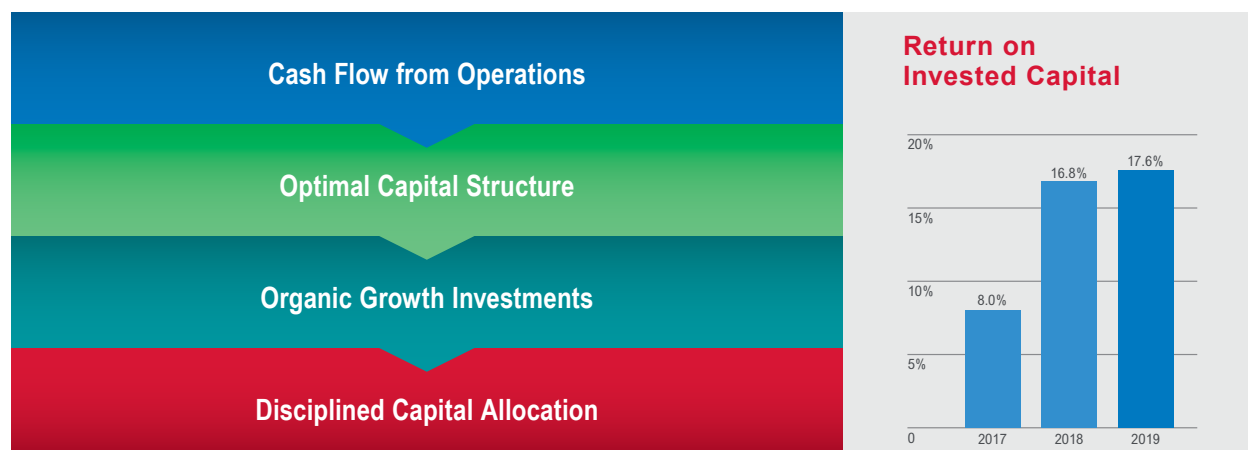 Cash Flow from Operations
Optimal Capital Structure
Organic Growth Investments
Disciplined Capital Allocation
Return on
Invested Capital
20%
15%
10%
5%
0
8.0%
16.8%
17.6%
2017
2018
2019